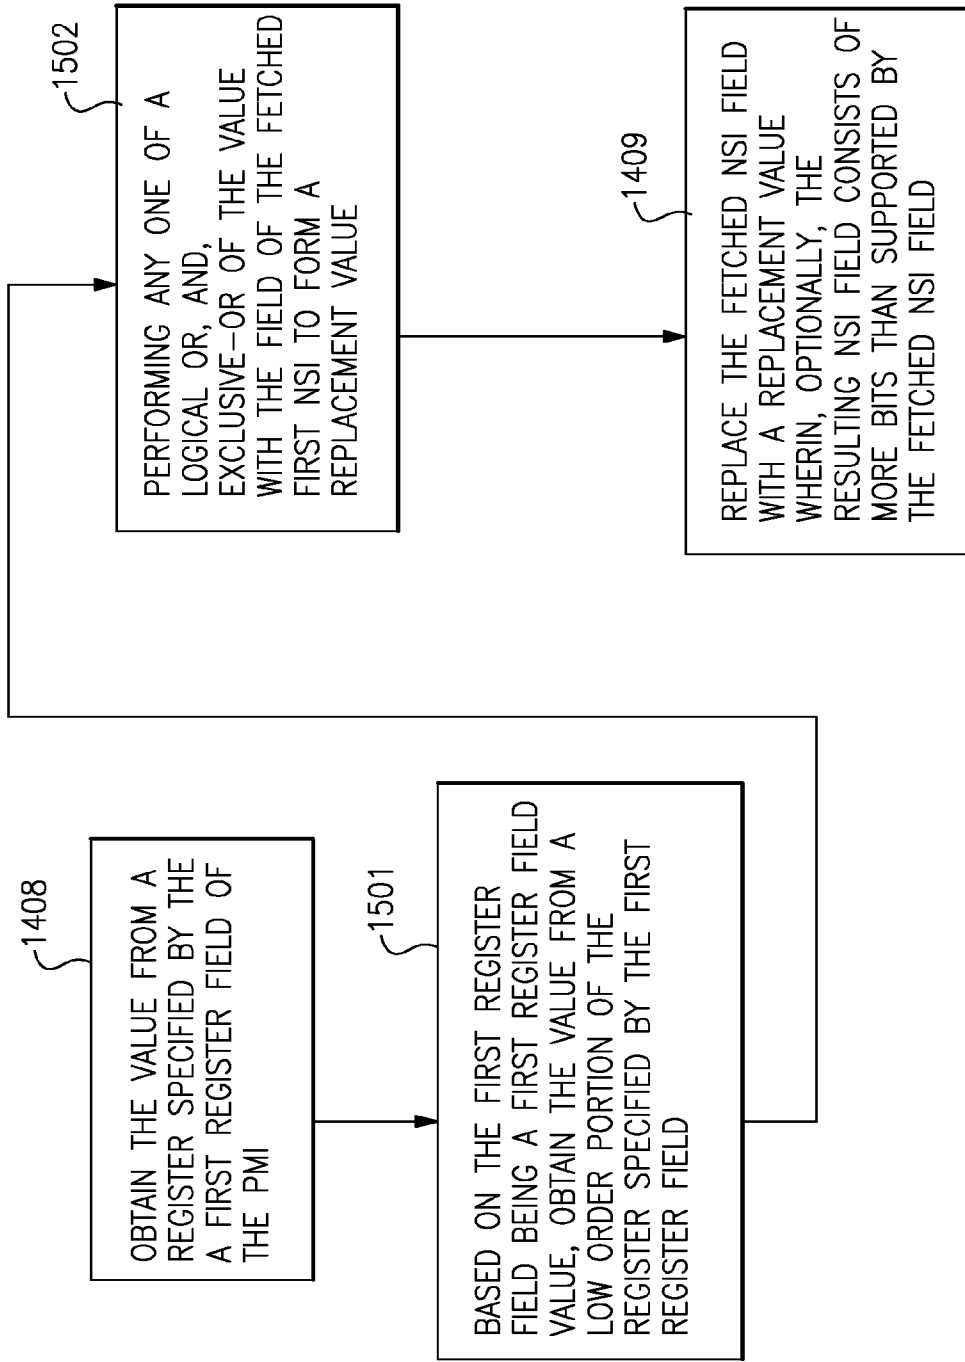 1408
OBTAIN THE VALUE FROM A
REGISTER SPECIFIED BY THE
A FIRST REGISTER FIELD OF
THE PMI
1501
BASED ON THE FIRST REGISTER
FIELD BEING A FIRST REGISTER FIELD
VALUE, OBTAIN THE VALUE FROM A
LOW ORDER PORTION OF THE
REGISTER SPECIFIED BY THE FIRST
REGISTER FIELD
1502
PERFORMING ANY ONE OF A
LOGICAL OR, AND,
EXCLUSIVE-OR OF THE VALUE
WITH THE FIELD OF THE FETCHED
FIRST NSI TO FORM A
REPLACEMENT VALUE
1409
REPLACE THE FETCHED NSI FIELD
WITH A REPLACEMENT VALUE
WHERIN, OPTIONALLY, THE
RESULTING NSI FIELD CONSISTS OF
MORE BITS THAN SUPPORTED BY
THE FETCHED NSI FIELD